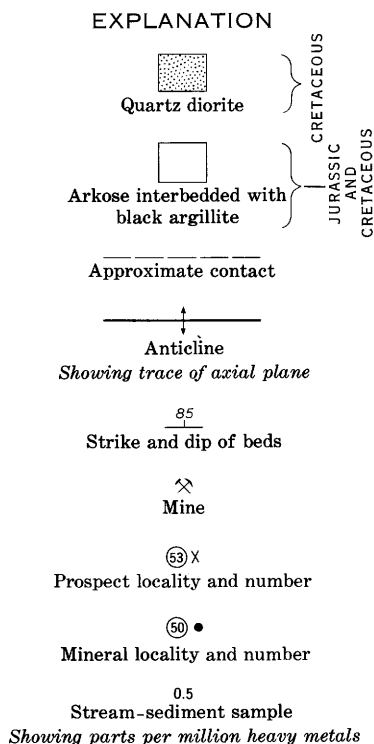 EXPLANATION
Quartz diorite
CRETACEOUS
Arkose interbedded with
black argillite
JURASSIC
AND
CRETACEOUS
Approximate contact
Anticline
Showing trace of axial plane
85
Strike and dip of beds
Mine
53 X
Prospect locality and number
50
Mineral locality and number
0.5
Stream-sediment sample
Showing parts per million heavy metals